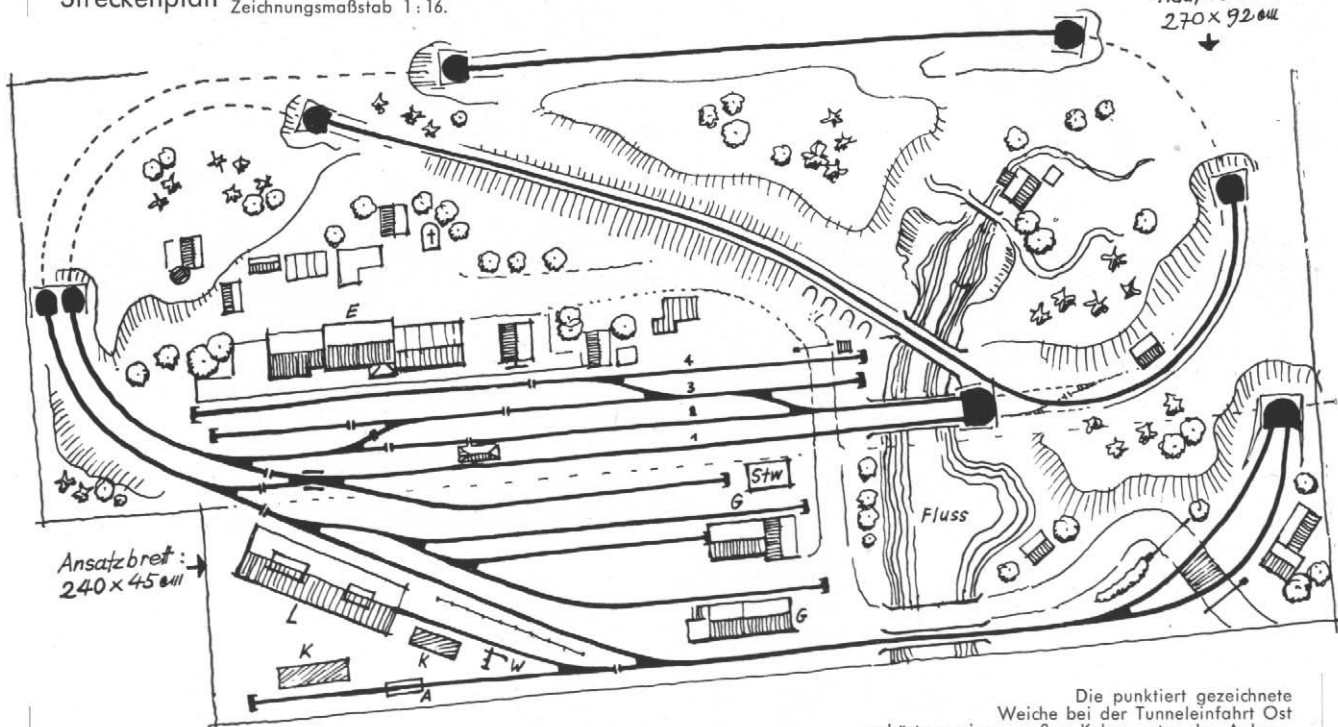 Streckenplan Zeichnungsmaßstab 1 : 16.
270 x 92 cm
E
4
3
2
1
StW
G
Fluss
Ansatzbrett :
240 x 45 cm
L
G
K
K
W
A
Die punktiert gezeichnete
Weiche bei der Tunneleinfahrt Ost